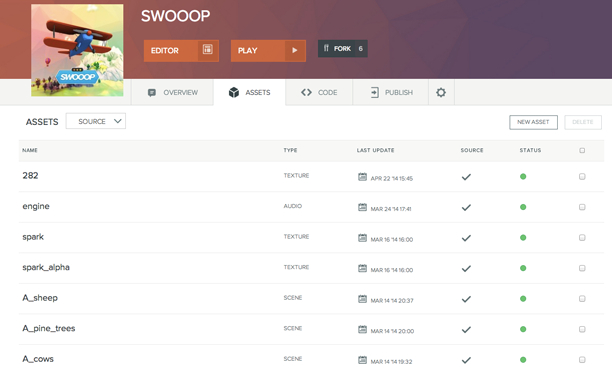 SWOOOP
SWOOOP
EDITOR
PLAY
FORK 6
OVERVIEW
ASSETS
CODE
PUBLISH
ASSETS
SOURCE
NEW ASSET
DELETE
NAME TYPE LAST UPDATE SOURCE STATUS
282 TEXTURE APR 22 '14 15:45
engine AUDIO MAR 24 '14 17:41
spark TEXTURE MAR 16 '14 16:00
spark_alpha TEXTURE MAR 16 '14 16:00
A_sheep SCENE MAR 14 '14 20:37
A_pine_trees SCENE MAR 14 '14 20:00
A_cows SCENE MAR 14 '14 19:32